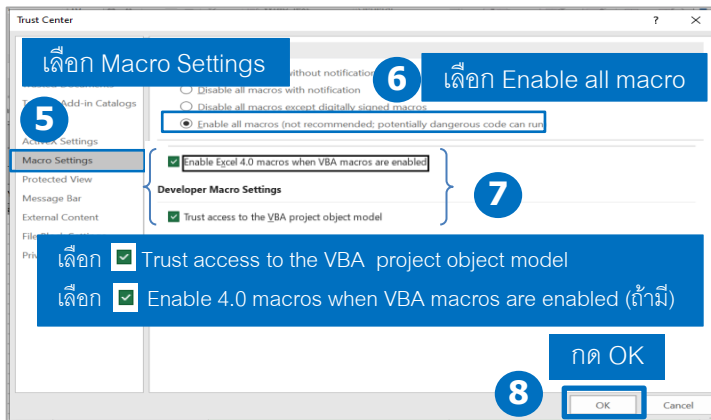 Trust Center
?
เลือก Macro Settings
without notification
6
เลือก Enable all macro
Disable all macros with notification
Add-in Catalogs
Disable all macros except digitally signed macros
5
Enable all macros (not recommended; potentially dangerous code can run
ActiveX Settings
Macro Settings
Enable Excel 4.0 macros when VBA macros are enabled
Protected View
Developer Macro Settings
7
Message Bar
External Content
Trust access to the VBA project object model
เลือก Trust access to the VBA project object model
เลือก Enable 4.0 macros when VBA macros are enabled (ถ้ามี)
กด OK
8
OK
Cancel